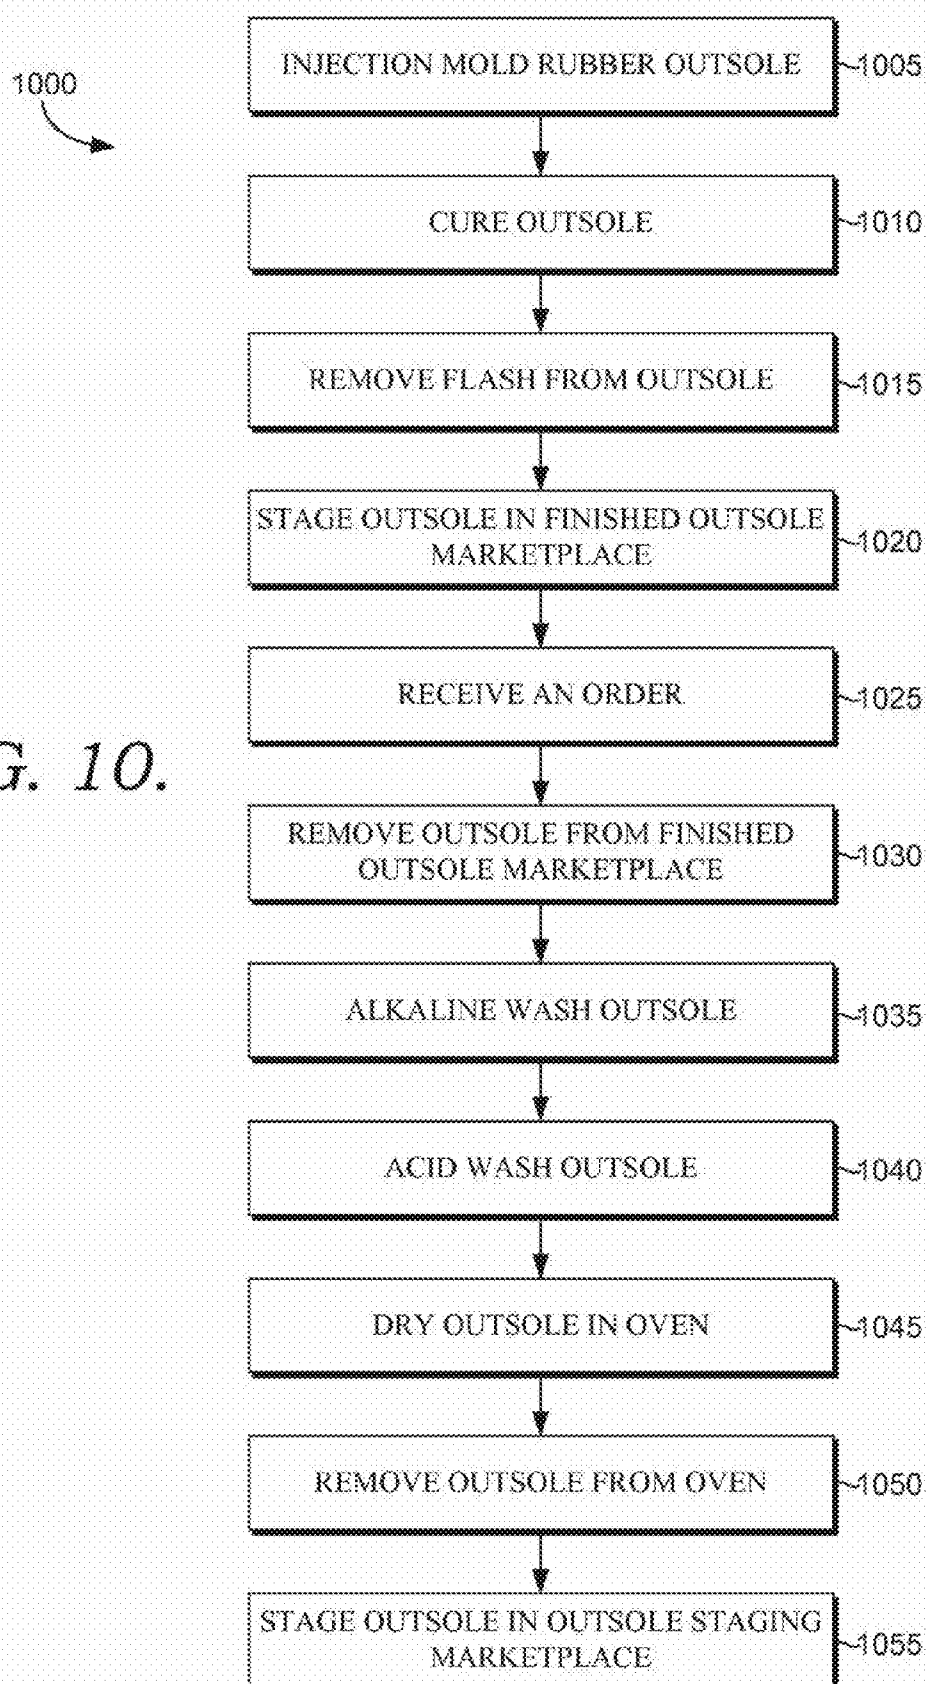 1000
INJECTION MOLD RUBBER OUTSOLE
1005
CURE OUTSOLE
1010
REMOVE FLASH FROM OUTSOLE
1015
STAGE OUTSOLE IN FINISHED OUTSOLE
MARKETPLACE
1020
RECEIVE AN ORDER
1025
G. 10.
REMOVE OUTSOLE FROM FINISHED
OUTSOLE MARKETPLACE
1030
ALKALINE WASH OUTSOLE
1035
ACID WASH OUTSOLE
1040
DRY OUTSOLE IN OVEN
1045
REMOVE OUTSOLE FROM OVEN
1050
STAGE OUTSOLE IN OUTSOLE STAGING
MARKETPLACE
1055